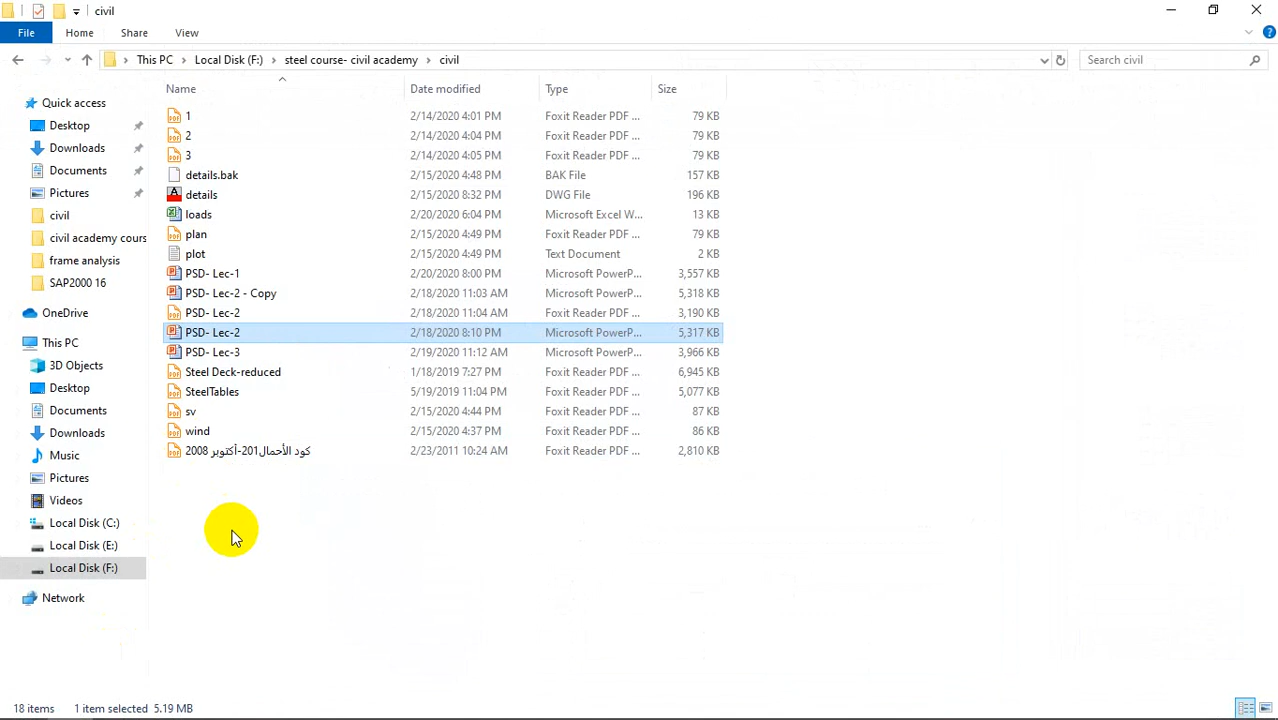 civil
File Home Share View
This PC Local Disk (F:) steel course- civil academy civil
Search civil
Name Date modified Type Size
Quick access
Desktop
Downloads
Documents
Pictures
civil
civil academy cours
frame analysis
SAP2000 16
OneDrive
This PC
3D Objects
Desktop
Documents
Downloads
Music
Pictures
Videos
Local Disk (C:)
Local Disk (E:)
Local Disk (F:)
Network
1 2/14/2020 4:01 PM Foxit Reader PDF ... 79 KB
2 2/14/2020 4:04 PM Foxit Reader PDF ... 79 KB
3 2/14/2020 4:05 PM Foxit Reader PDF ... 79 KB
details.bak 2/15/2020 4:48 PM BAK File 157 KB
details 2/15/2020 8:32 PM DWG File 196 KB
loads 2/20/2020 6:04 PM Microsoft Excel W... 13 KB
plan 2/15/2020 4:49 PM Foxit Reader PDF ... 79 KB
plot 2/15/2020 4:49 PM Text Document 2 KB
PSD- Lec-1 2/20/2020 8:00 PM Microsoft PowerP... 3,557 KB
PSD- Lec-2 - Copy 2/18/2020 11:03 AM Microsoft PowerP... 5,318 KB
PSD- Lec-2 2/18/2020 11:04 AM Foxit Reader PDF ... 3,190 KB
PSD- Lec-2 2/18/2020 8:10 PM Microsoft PowerP... 5,317 KB
PSD- Lec-3 2/19/2020 11:12 AM Microsoft PowerP... 3,966 KB
Steel Deck-reduced 1/18/2019 7:27 PM Foxit Reader PDF ... 6,945 KB
SteelTables 5/19/2019 11:04 PM Foxit Reader PDF ... 5,077 KB
sv 2/15/2020 4:44 PM Foxit Reader PDF ... 87 KB
wind 2/15/2020 4:37 PM Foxit Reader PDF ... 86 KB
كود الأحمال201-أكتوبر 2008 2/23/2011 10:24 AM Foxit Reader PDF ... 2,810 KB
18 items 1 item selected 5.19 MB